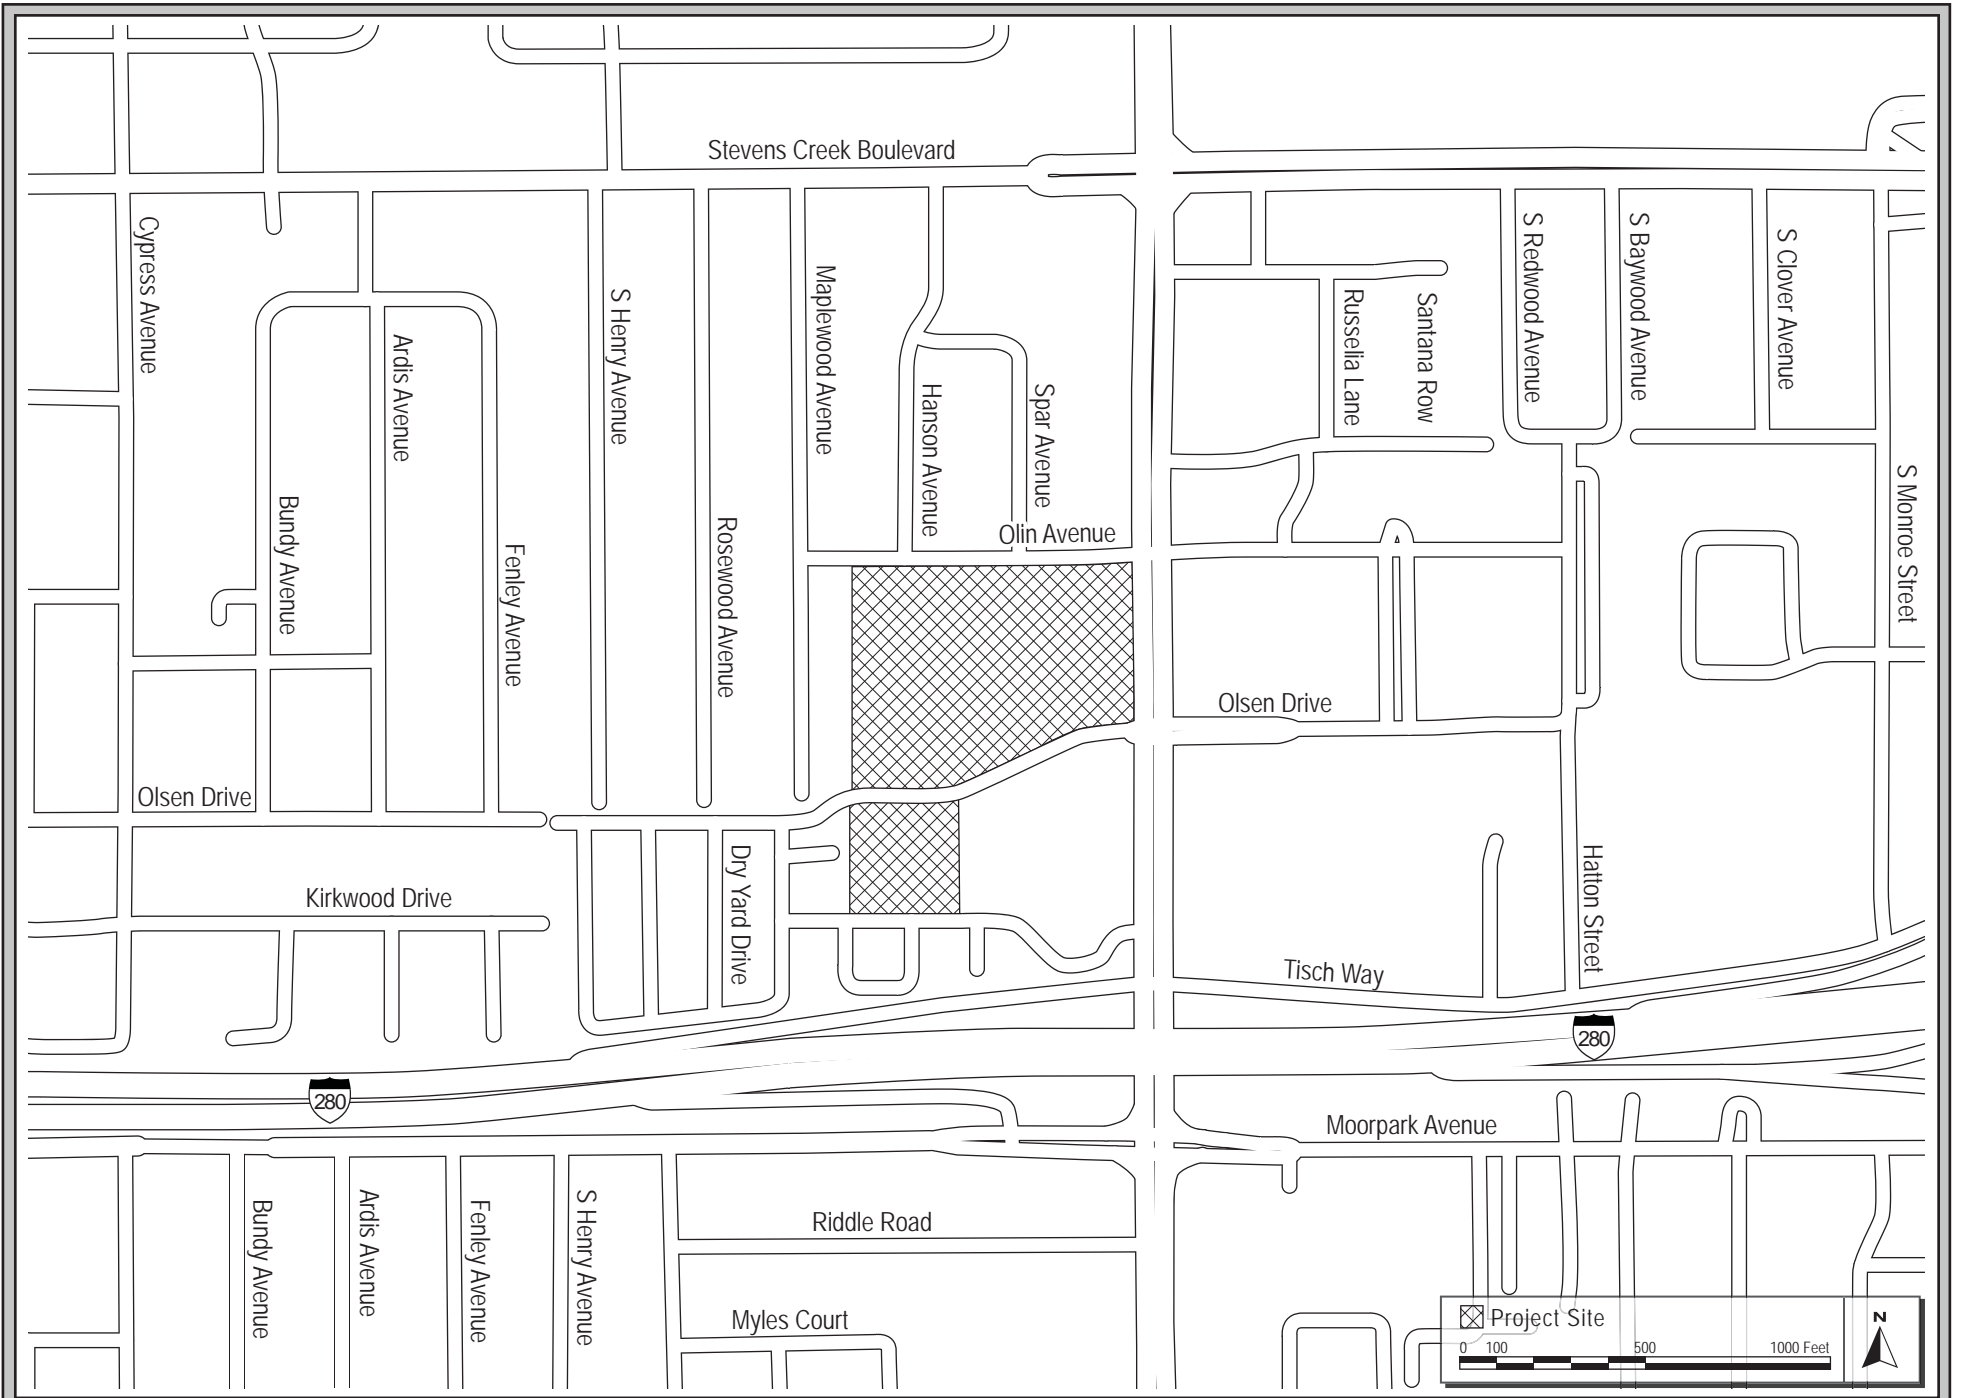 Stevens Creek Boulevard
Cypress Avenue
S Henry Avenue
Maplewood Avenue
Hanson Avenue
Spar Avenue
Russelia Lane
Santana Row
S Redwood Avenue
S Baywood Avenue
S Clover Avenue
Ardis Avenue
S Monroe Street
Bundy Avenue
Fenley Avenue
Rosewood Avenue
Olin Avenue
Olsen Drive
Olsen Drive
Dry Yard Drive
Hatton Street
Kirkwood Drive
Tisch Way
280
280
Moorpark Avenue
Bundy Avenue
Ardis Avenue
Fenley Avenue
S Henry Avenue
Riddle Road
Myles Court
Project Site
0 100 500 1000 Feet
N